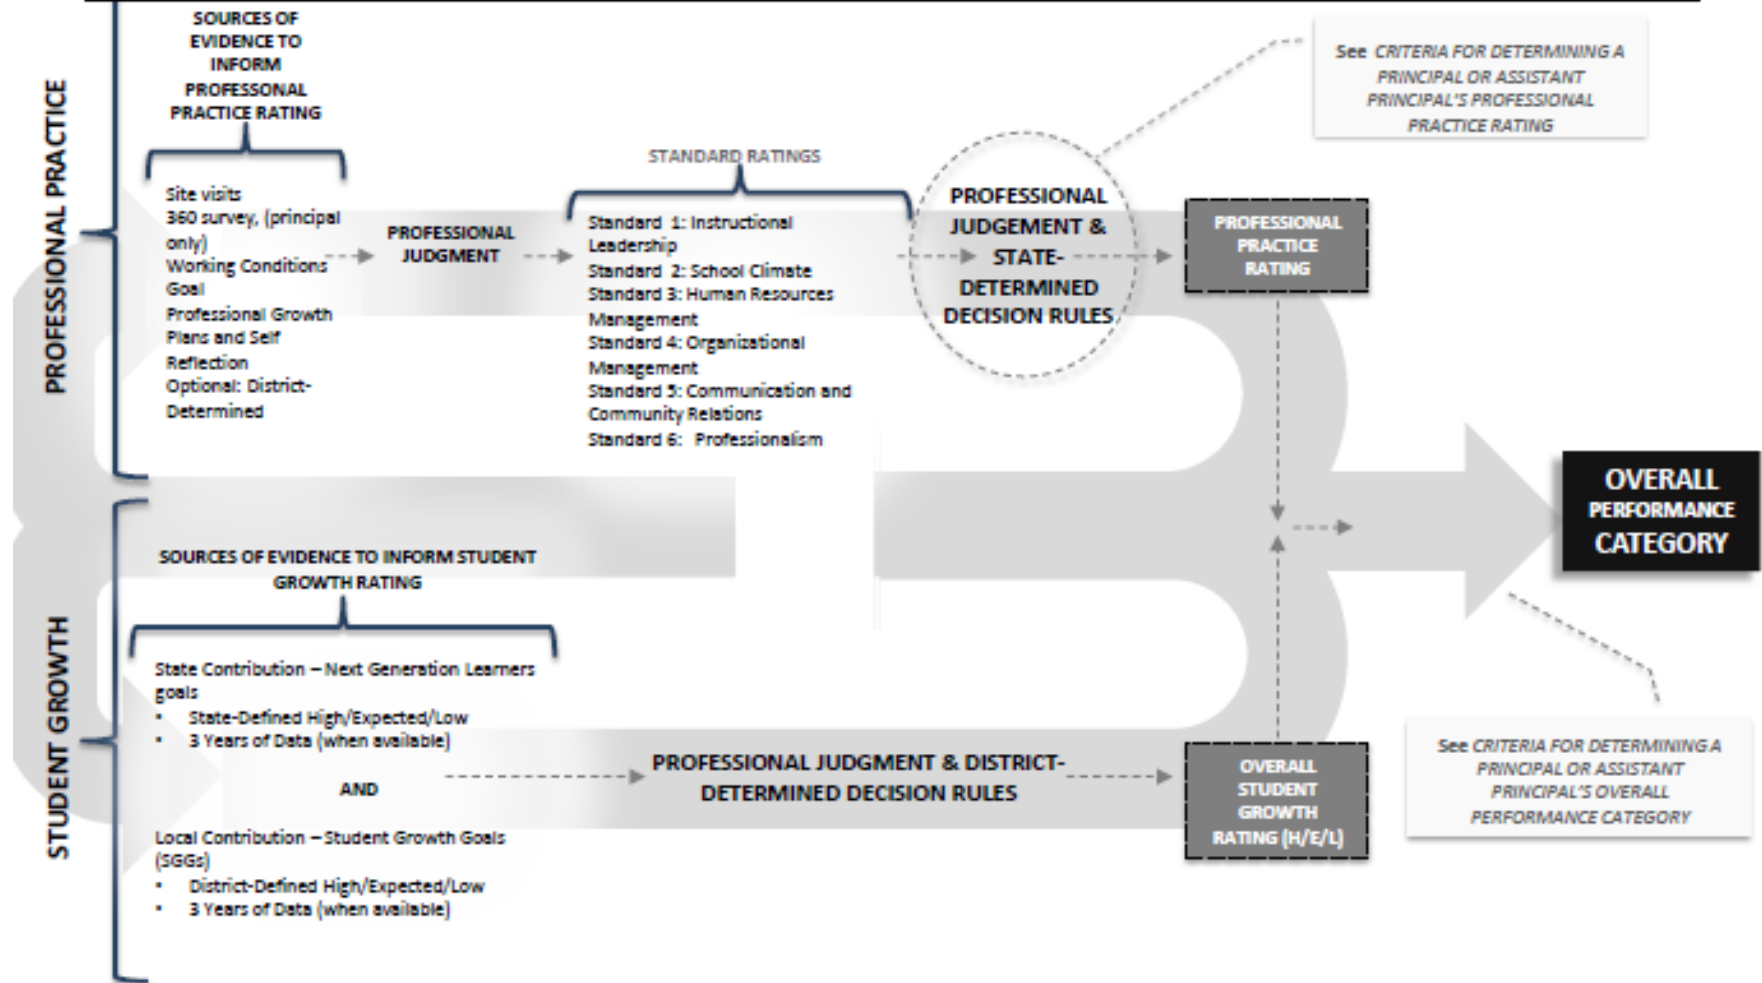 PROFESSIONAL PRACTICE
SOURCES OF
EVIDENCE TO
INFORM
PROFESSONAL
PRACTICE RATING
Site visits
360 survey, (principal
only)
Working Conditions
Goal
Professional Growth
Plans and Self
Reflection
Optional: District-
Determined
PROFESSIONAL
JUDGMENT
STANDARD RATINGS
Standard 1: Instructional
Leadership
Standard 2: School Climate
Standard 3: Human Resources
Management
Standard 4: Organizational
Management
Standard 5: Communication and
Community Relations
Standard 6: Professionalism
PROFESSIONAL
JUDGEMENT &
STATE-
DETERMINED
DECISION RULES
See CRITERIA FOR DETERMINING A
PRINCIPAL OR ASSISTANT
PRINCIPAL'S PROFESSIONAL
PRACTICE RATING
PROFESSIONAL
PRACTICE
RATING
STUDENT GROWTH
SOURCES OF EVIDENCE TO INFORM STUDENT
GROWTH RATING
State Contribution – Next Generation Learners
goals
▪ State-Defined High/Expected/Low
▪ 3 Years of Data (when available)
AND
Local Contribution – Student Growth Goals
(SGGs)
▪ District-Defined High/Expected/Low
▪ 3 Years of Data (when available)
PROFESSIONAL JUDGMENT & DISTRICT-
DETERMINED DECISION RULES
OVERALL
STUDENT
GROWTH
RATING (H/E/L)
OVERALL
PERFORMANCE
CATEGORY
See CRITERIA FOR DETERMINING A
PRINCIPAL OR ASSISTANT
PRINCIPAL'S OVERALL
PERFORMANCE CATEGORY